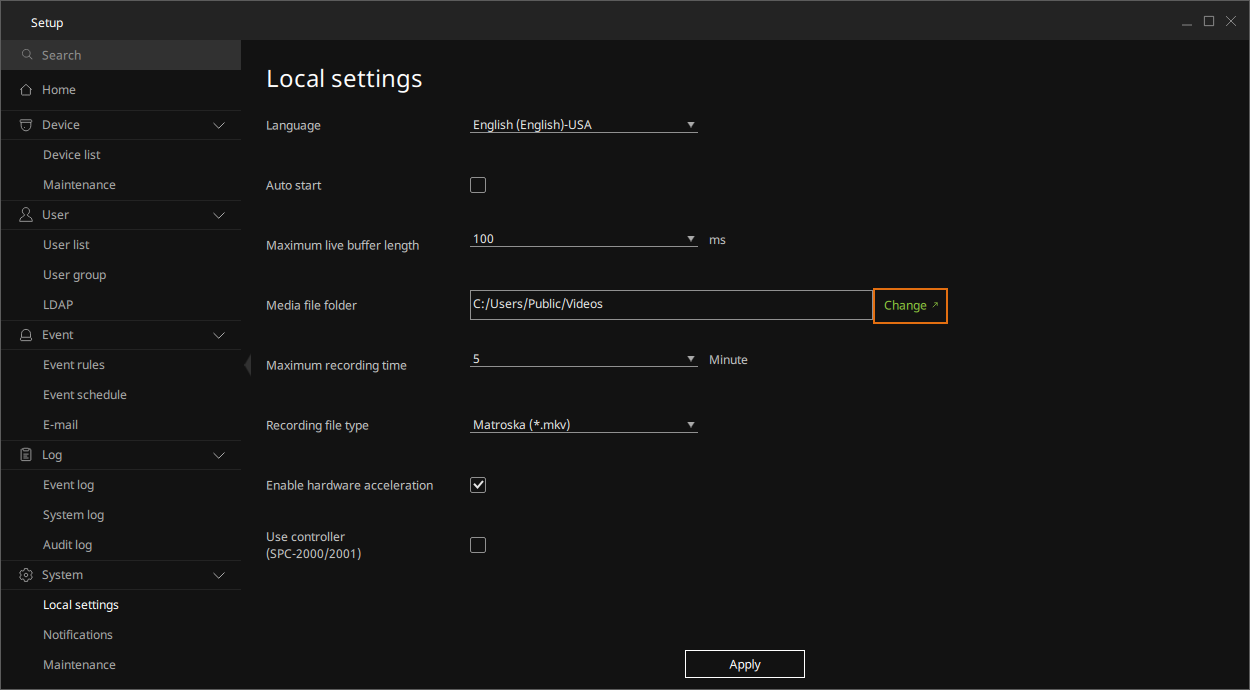 Setup
Search
Home
Device
Device list
Maintenance
User
User list
User group
LDAP
Event
Event rules
Event schedule
E-mail
Log
Event log
System log
Audit log
System
Local settings
Notifications
Maintenance
Local settings
Language English (English)-USA
Auto start
Maximum live buffer length 100 ms
Media file folder C:/Users/Public/Videos Change
Maximum recording time 5 Minute
Recording file type Matroska (*.mkv)
Enable hardware acceleration
Use controller
(SPC-2000/2001)
Apply